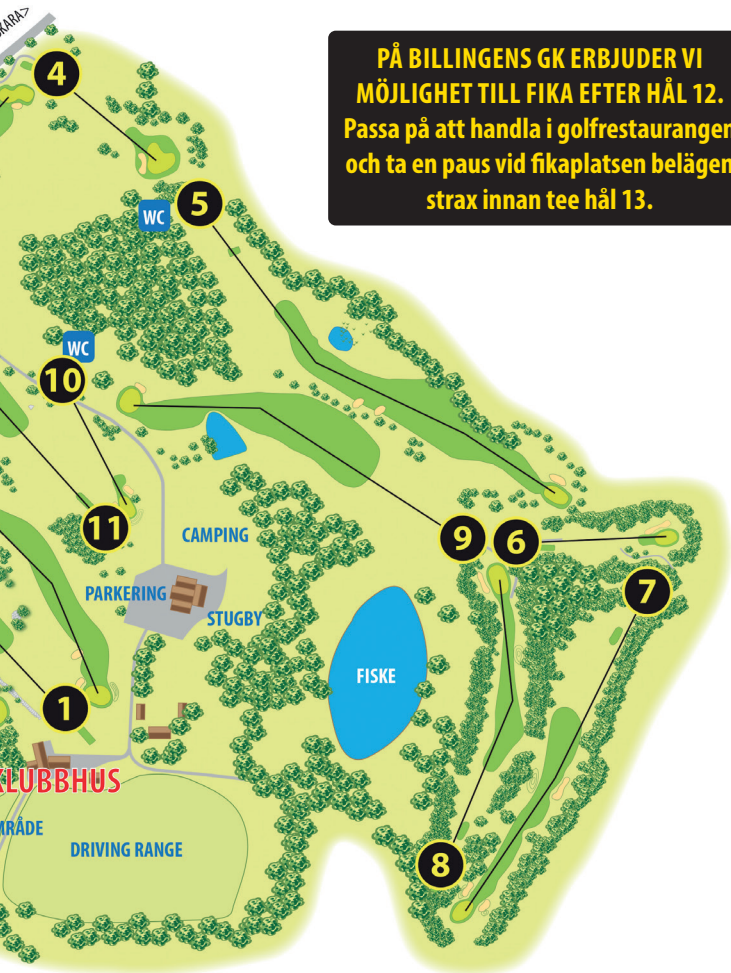 KARA>
PÅ BILLINGENS GK ERBJUDER VI
MÖJLIGHET TILL FIKA EFTER HÅL 12.
Passa på att handla i golfrestaurangen
och ta en paus vid fikaplatsen belägen
strax innan tee hål 13.
4
WC
5
WC
10
11
CAMPING
9
6
PARKERING
STUGBY
7
FISKE
1
KLUBBHUS
MRÅDE
DRIVING RANGE
8